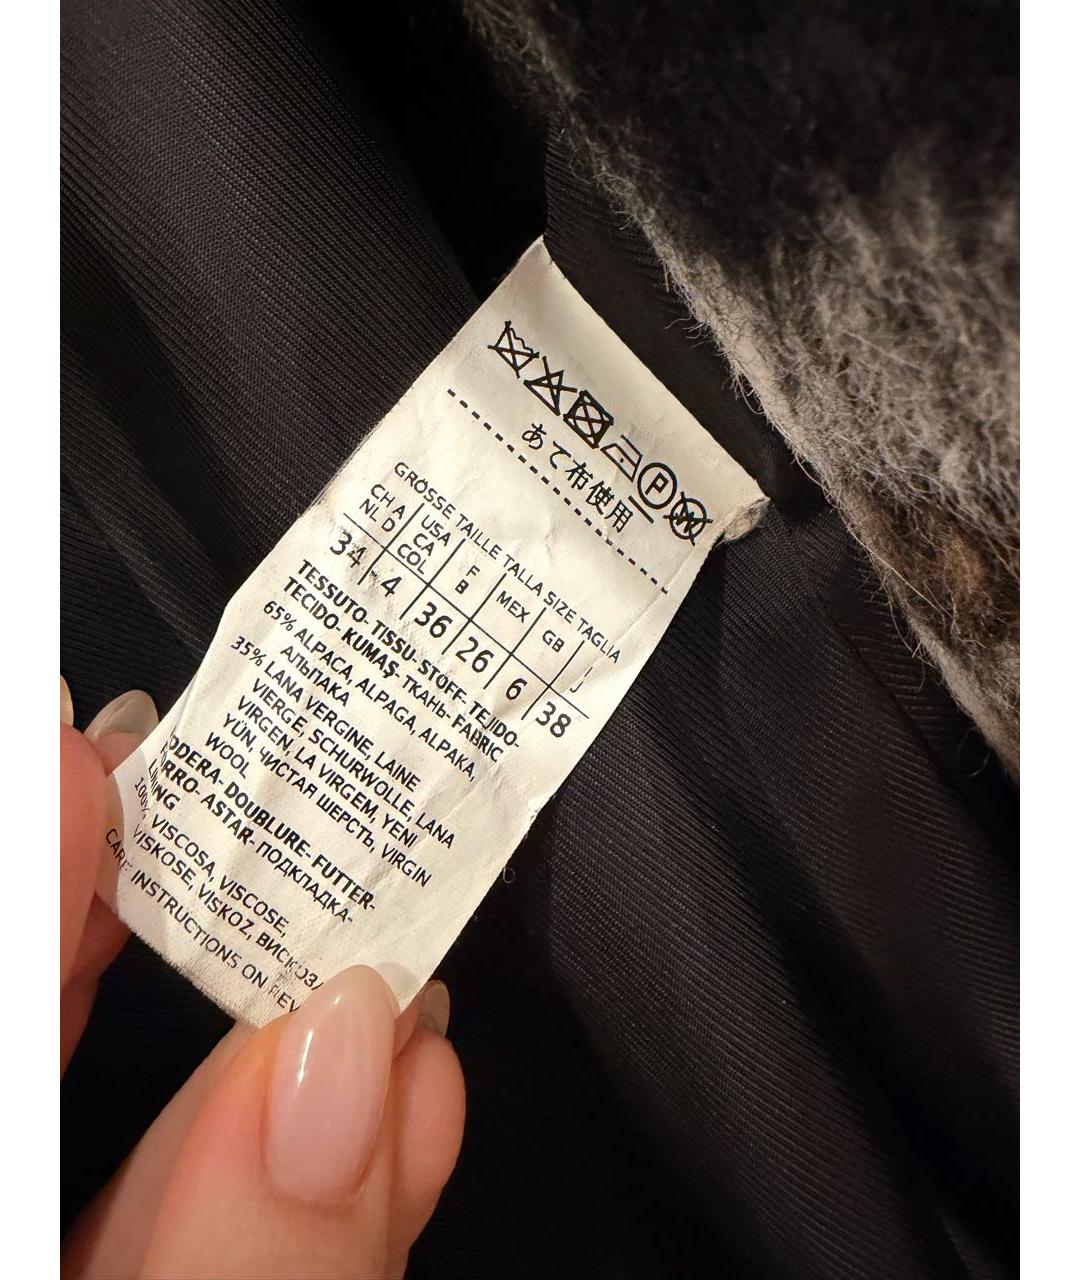 P W
あて布使用
GRÖSSE TAILLE TALLA SIZE TAGLIA
CH A NL D | USA CA COL | F B | MEX | GB | I J
34 | 4 | 36 | 26 | 6 | 38
TESSUTO- TISSU- STOFF- TEJIDO-
TECIDO- KUMAŞ- ТКАНЬ- FABRIC
65% ALPACA, ALPAGA, ALPAKA,
АЛЬПАКА
35% LANA VERGINE, LAINE
VIERGE, SCHURWOLLE, LANA
VIRGEN, LA VIRGEM, YENI
YÜN, ЧИСТАЯ ШЕРСТЬ, VIRGIN
WOOL
ODERA- DOUBLURE- FUTTER-
ORRO- ASTAR- ПОДКЛАДКА-
LINING
100% VISCOSA, VISCOSE,
VISKOSE, VISKOZ, ВИСКОЗА
CARE INSTRUCTIONS ON REV